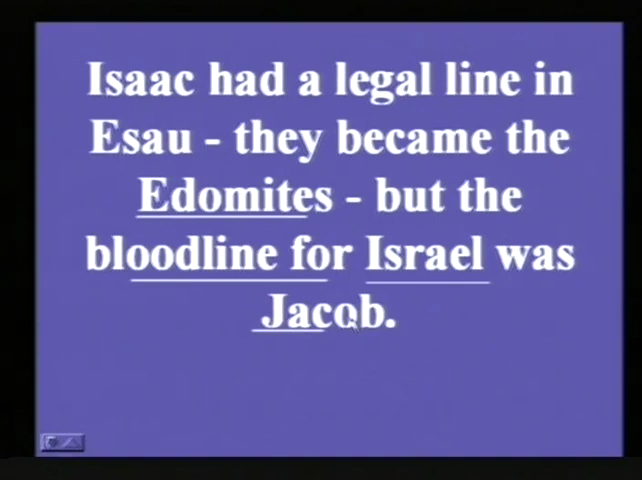 Isaac had a legal line in
Esau - they became the
Edomites - but the
bloodline for Israel was
Jacob.